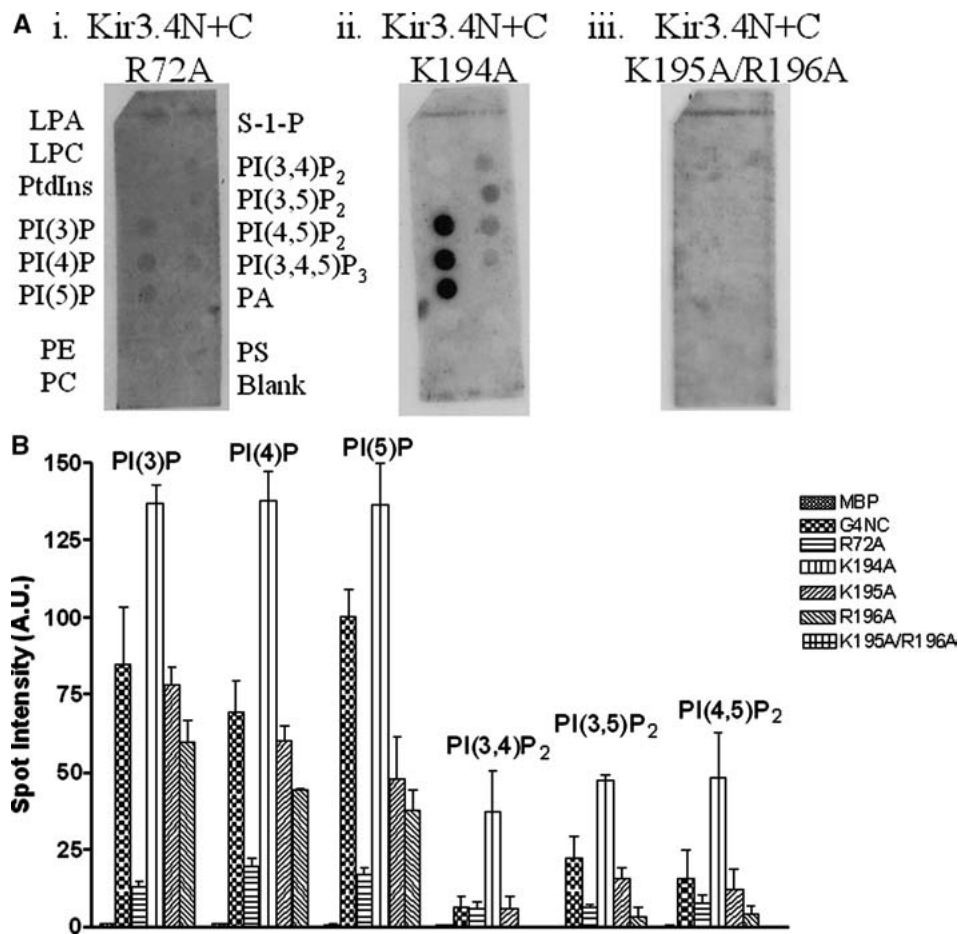 A i. Kir3.4N+C ii. Kir3.4N+C iii. Kir3.4N+C
R72A K194A K195A/R196A
LPA S-1-P
LPC PI(3,4)P2
PtdIns PI(3,5)P2
PI(3)P PI(4,5)P2
PI(4)P PI(3,4,5)P3
PI(5)P PA
PE PS
PC Blank
B
PI(3)P PI(4)P PI(5)P
PI(3,4)P2 PI(3,5)P2 PI(4,5)P2
Spot Intensity (A.U.)
150
125
100
75
50
25
0
MBP
G4NC
R72A
K194A
K195A
R196A
K195A/R196A